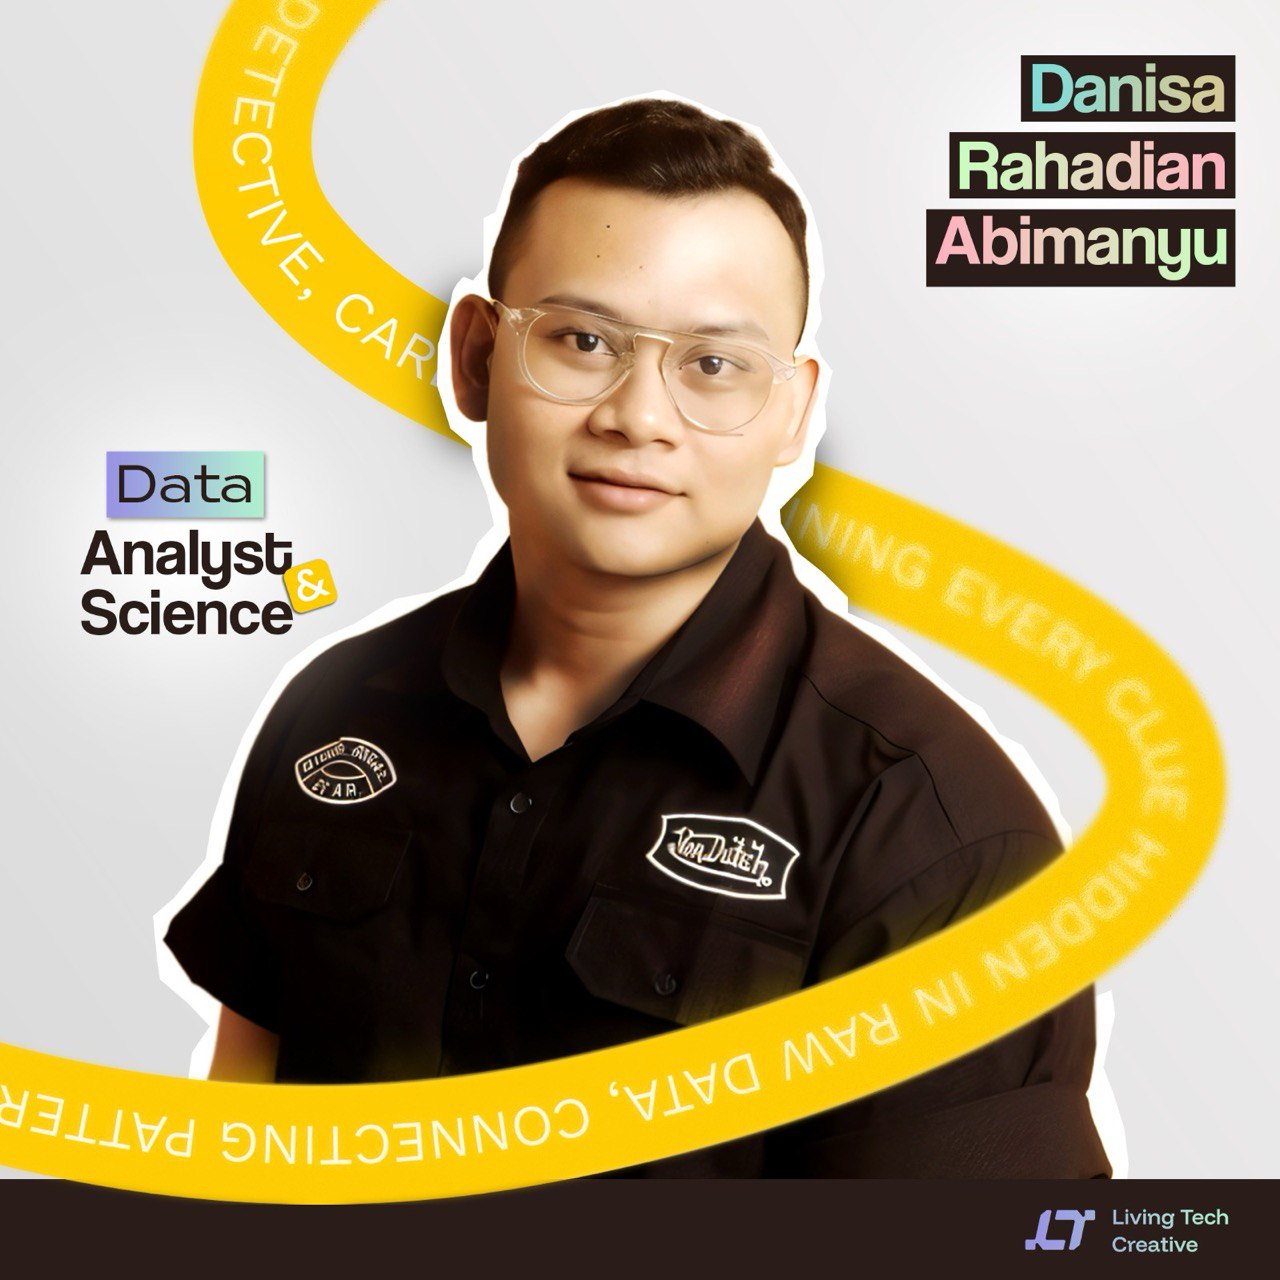 DETECTIVE, CAR
Danisa
Rahadian
Abimanyu
Data
Analyst
&
Science
INING EVERY CLUE HIDDEN IN RAW DATA, CONNECTING PATTER
Von Dutch
Living Tech
Creative